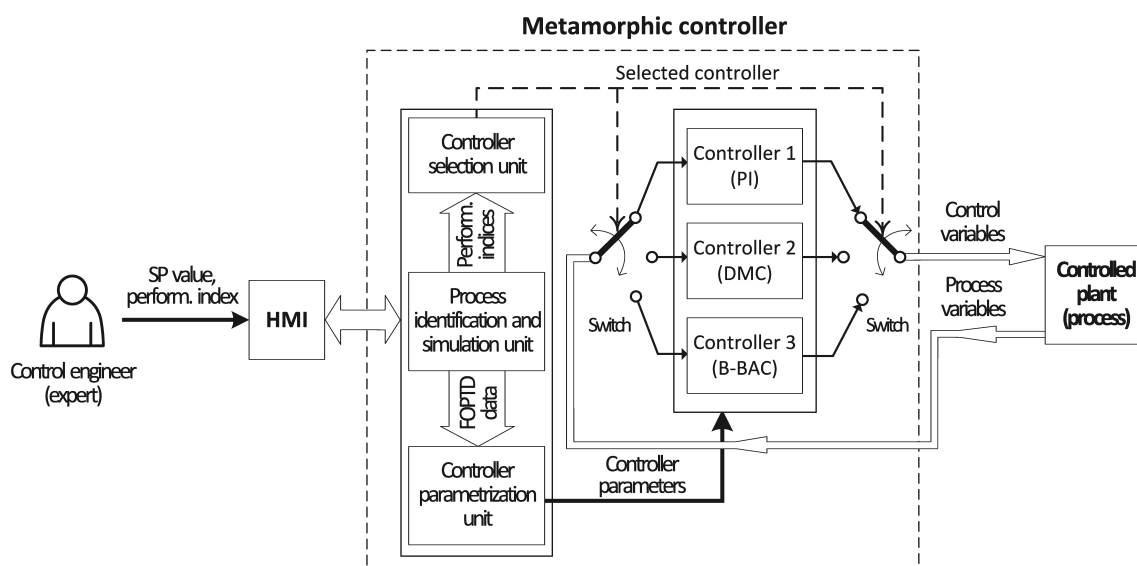 Metamorphic controller
Selected controller
Controller
selection unit
Perform.
indices
Process
identification and
simulation unit
FOPTD
data
Controller
parametrization
unit
SP value,
perform. index
HMI
Control engineer
(expert)
Controller 1
(PI)
Controller 2
(DMC)
Controller 3
(B-BAC)
Switch
Switch
Controller
parameters
Control
variables
Process
variables
Controlled
plant
(process)